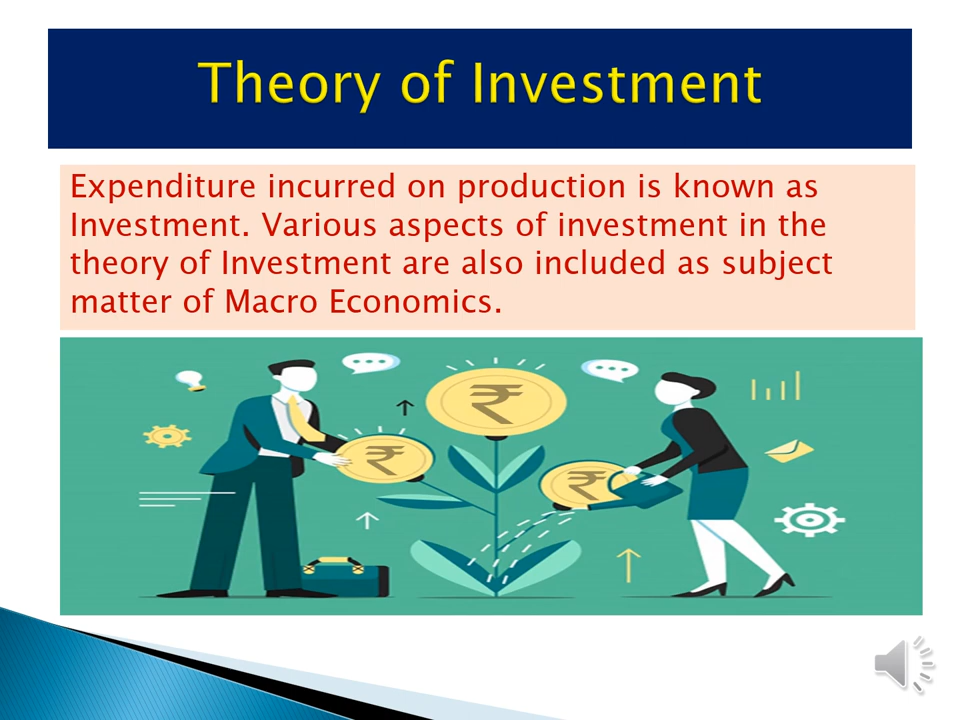 Theory of Investment
Expenditure incurred on production is known as
Investment. Various aspects of investment in the
theory of Investment are also included as subject
matter of Macro Economics.
₹
₹
₹